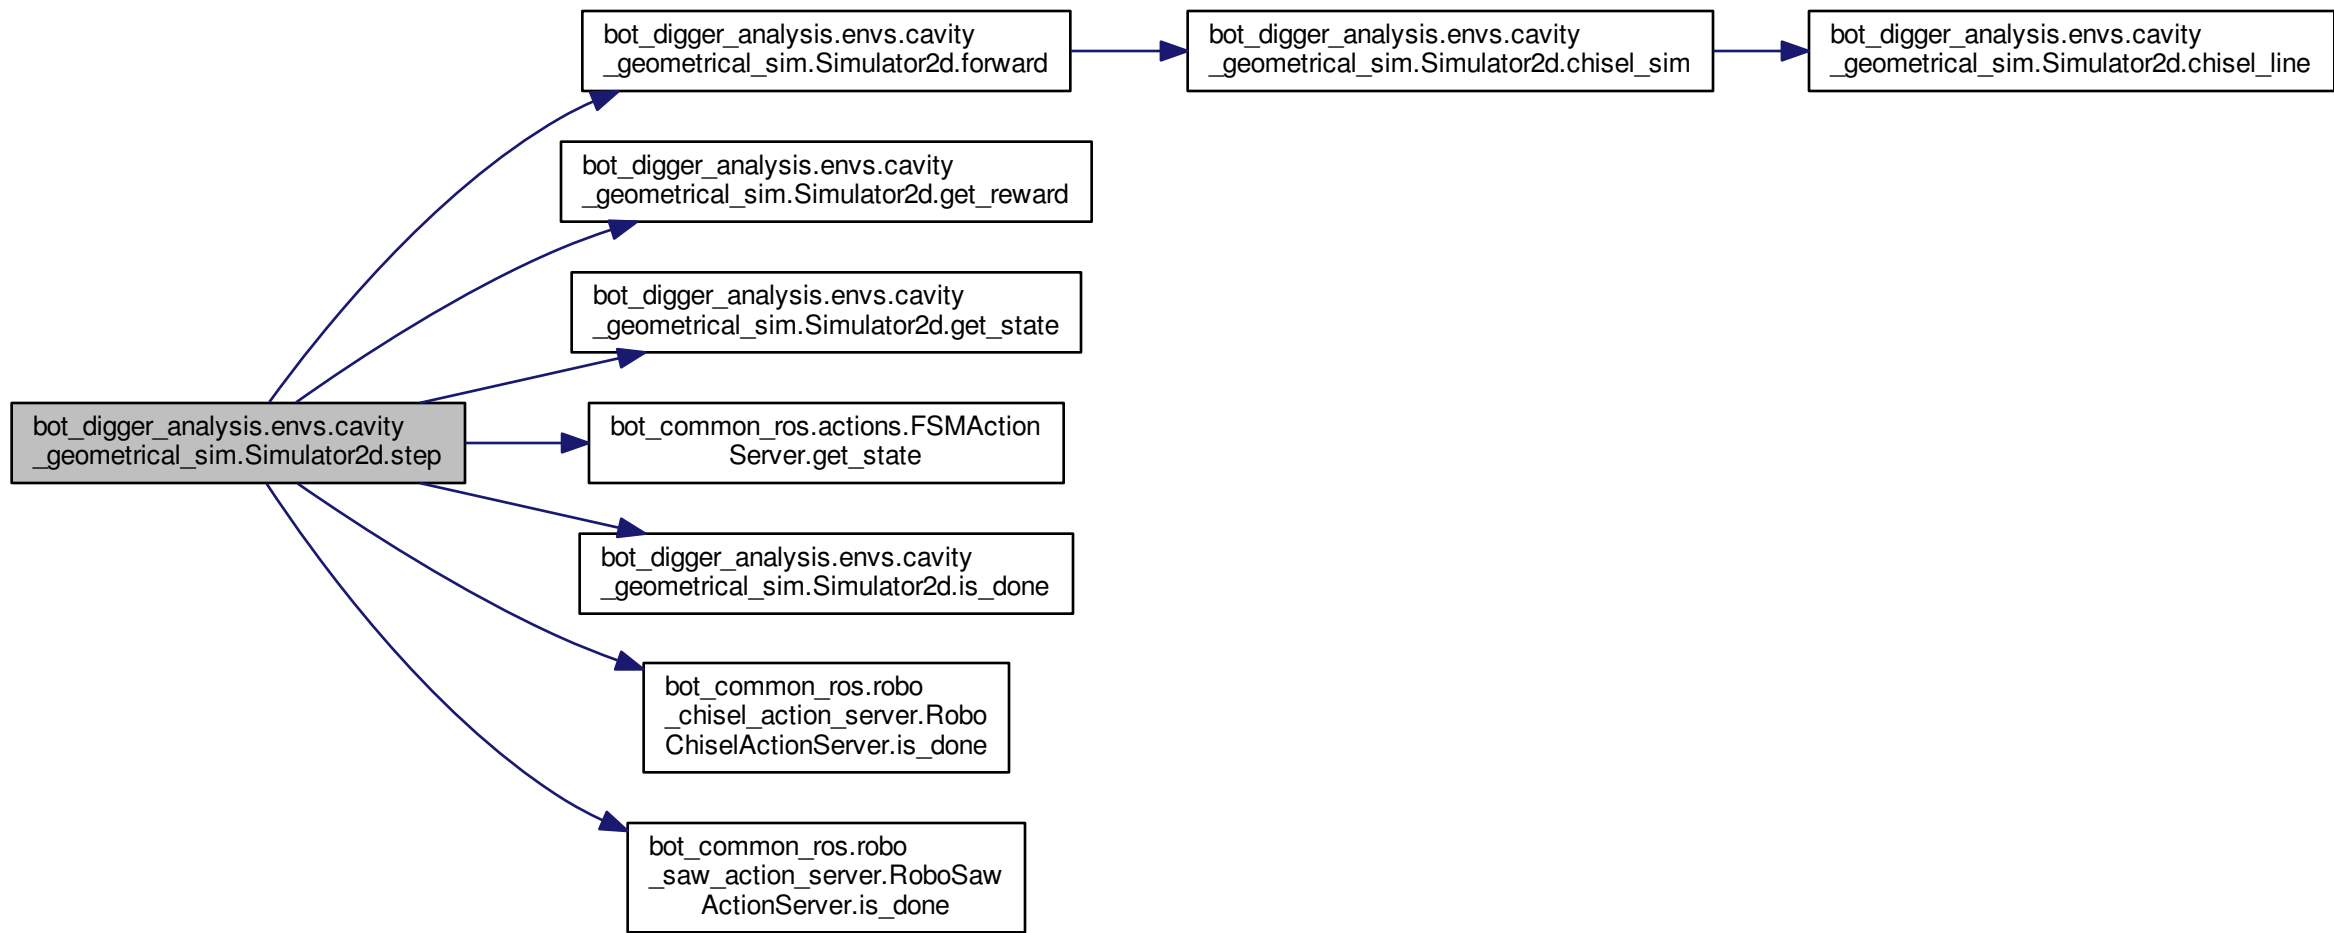 bot_digger_analysis.envs.cavity
_geometrical_sim.Simulator2d.forward
bot_digger_analysis.envs.cavity
_geometrical_sim.Simulator2d.chisel_sim
bot_digger_analysis.envs.cavity
_geometrical_sim.Simulator2d.chisel_line
bot_digger_analysis.envs.cavity
_geometrical_sim.Simulator2d.get_reward
bot_digger_analysis.envs.cavity
_geometrical_sim.Simulator2d.get_state
bot_digger_analysis.envs.cavity
_geometrical_sim.Simulator2d.step
bot_common_ros.actions.FSMAction
Server.get_state
bot_digger_analysis.envs.cavity
_geometrical_sim.Simulator2d.is_done
bot_common_ros.robo
_chisel_action_server.Robo
ChiselActionServer.is_done
bot_common_ros.robo
_saw_action_server.RoboSaw
ActionServer.is_done